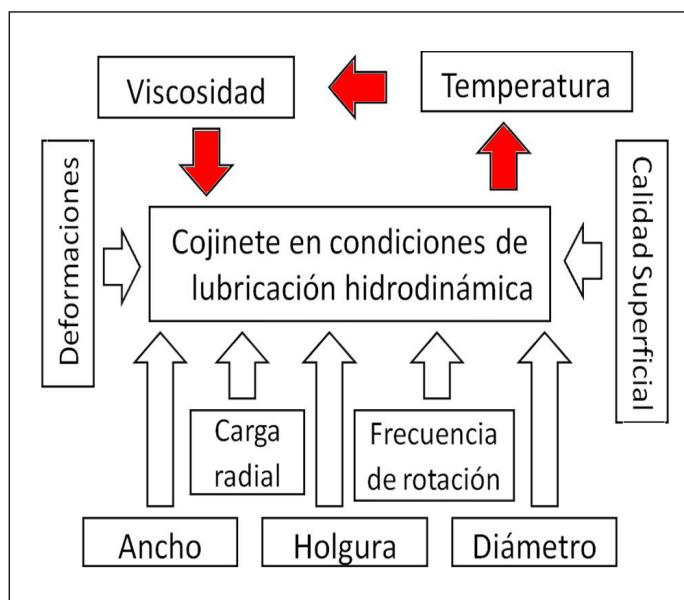 Viscosidad
Temperatura
Deformaciones
Calidad Superficial
Cojinete en condiciones de
lubricación hidrodinámica
Carga
radial
Frecuencia
de rotación
Ancho
Holgura
Diámetro